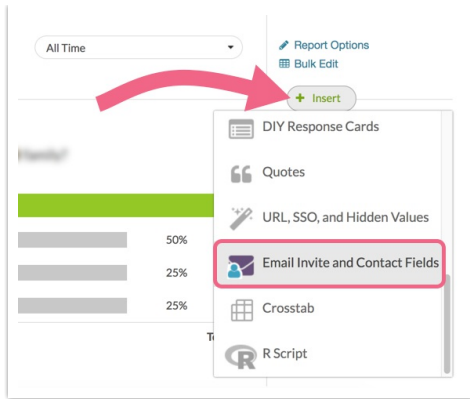 All Time
Report Options
Bulk Edit
+ Insert
DIY Response Cards
Quotes
URL, SSO, and Hidden Values
50%
Email Invite and Contact Fields
25%
Crosstab
25%
R Script